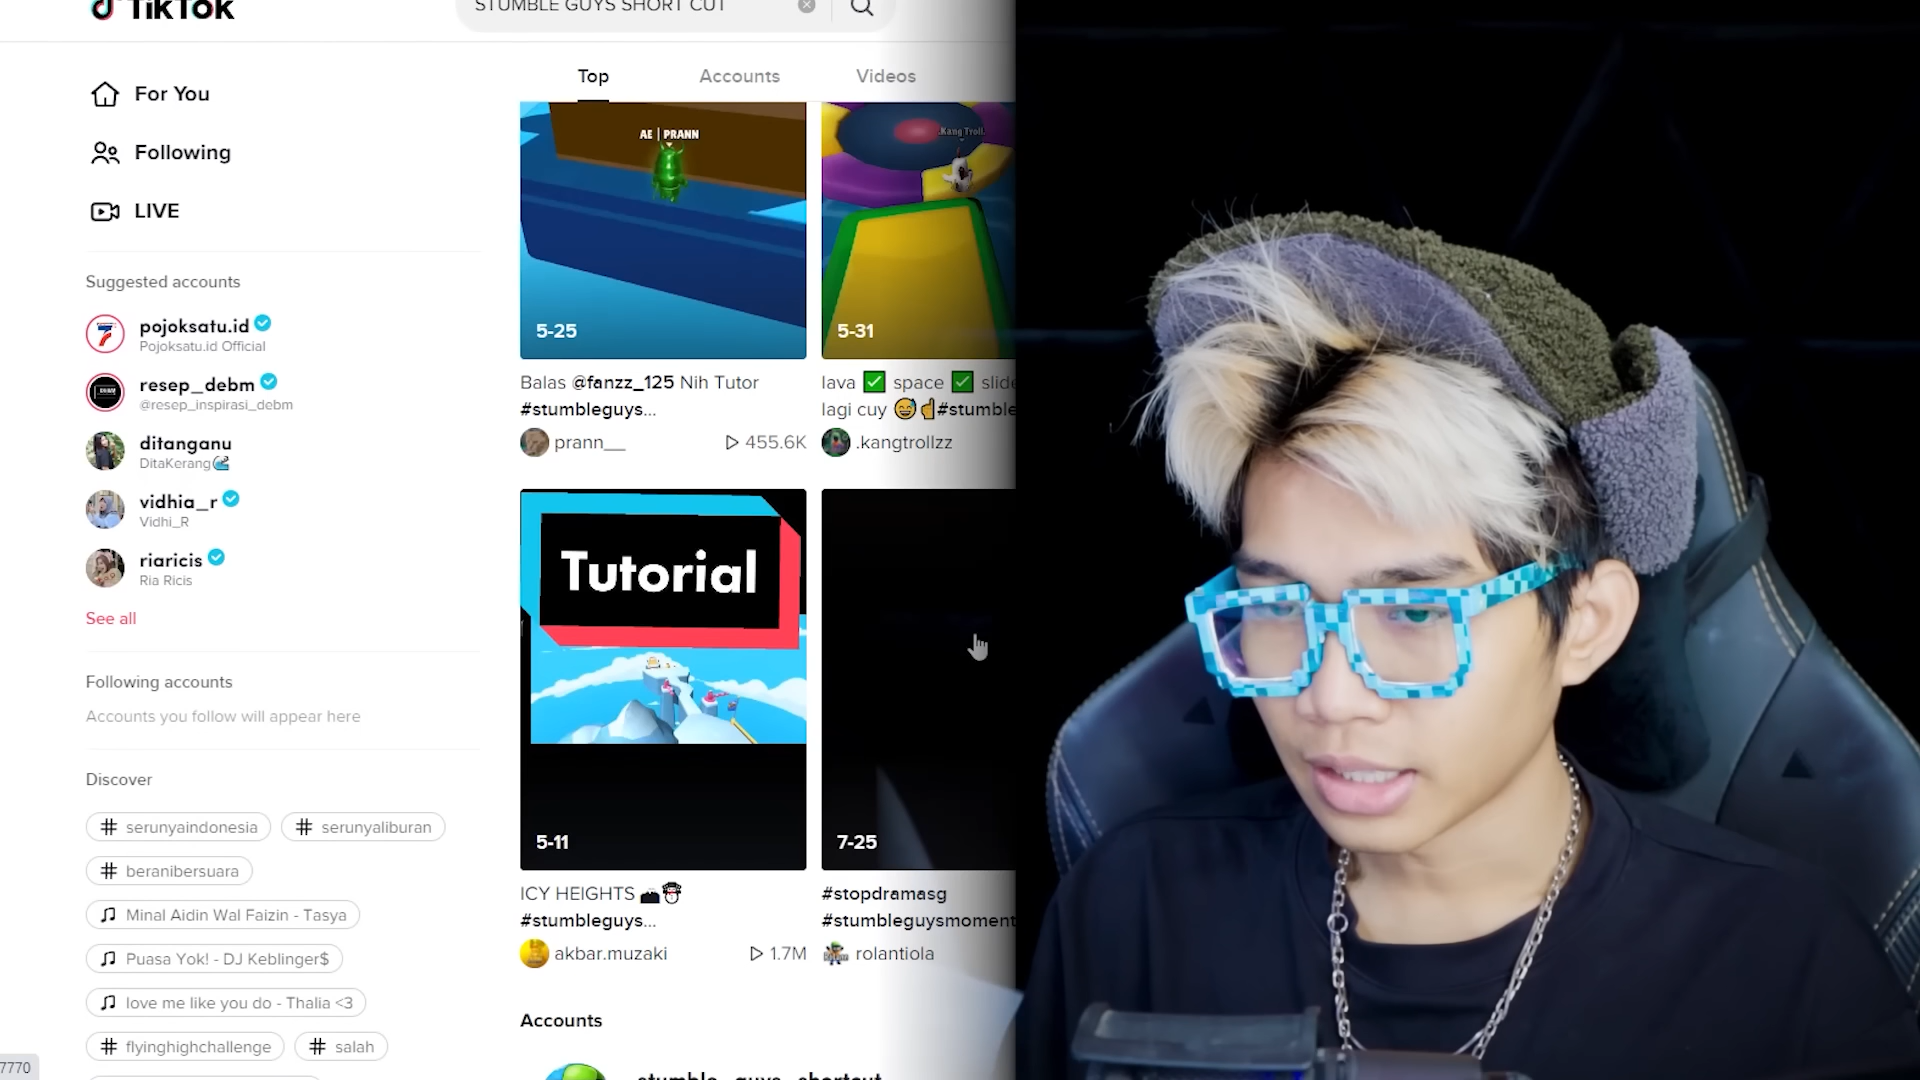 TikTok
STUMBLE GUYS SHORT CUT
For You
Following
LIVE
Suggested accounts
pojoksatu.id
Pojoksatu.id Official
resep_debm
@resep_inspirasi_debm
ditanganu
DitaKerang
vidhia_r
Vidhi_R
riaricis
Ria Ricis
See all
Following accounts
Accounts you follow will appear here
Discover
# serunyaindonesia
# serunyaliburan
# beranibersuara
Minal Aidin Wal Faizin - Tasya
Puasa Yok! - DJ Keblinger$
love me like you do - Thalia <3
# flyinghighchallenge
# salah
7770
Top
Accounts
Videos
AE | PRANN
5-25
Balas @fanzz_125 Nih Tutor
#stumbleguys...
prann__
455.6K
.Kang Troll.
5-31
lava ✅ space ✅ slide
lagi cuy 😅☝#stumble
.kangtrollzz
Tutorial
5-11
ICY HEIGHTS 🏔☃
#stumbleguys...
akbar.muzaki
1.7M
7-25
#stopdramasg
#stumbleguysmoment
rolantiola
Accounts
stumble_guys_shortcut